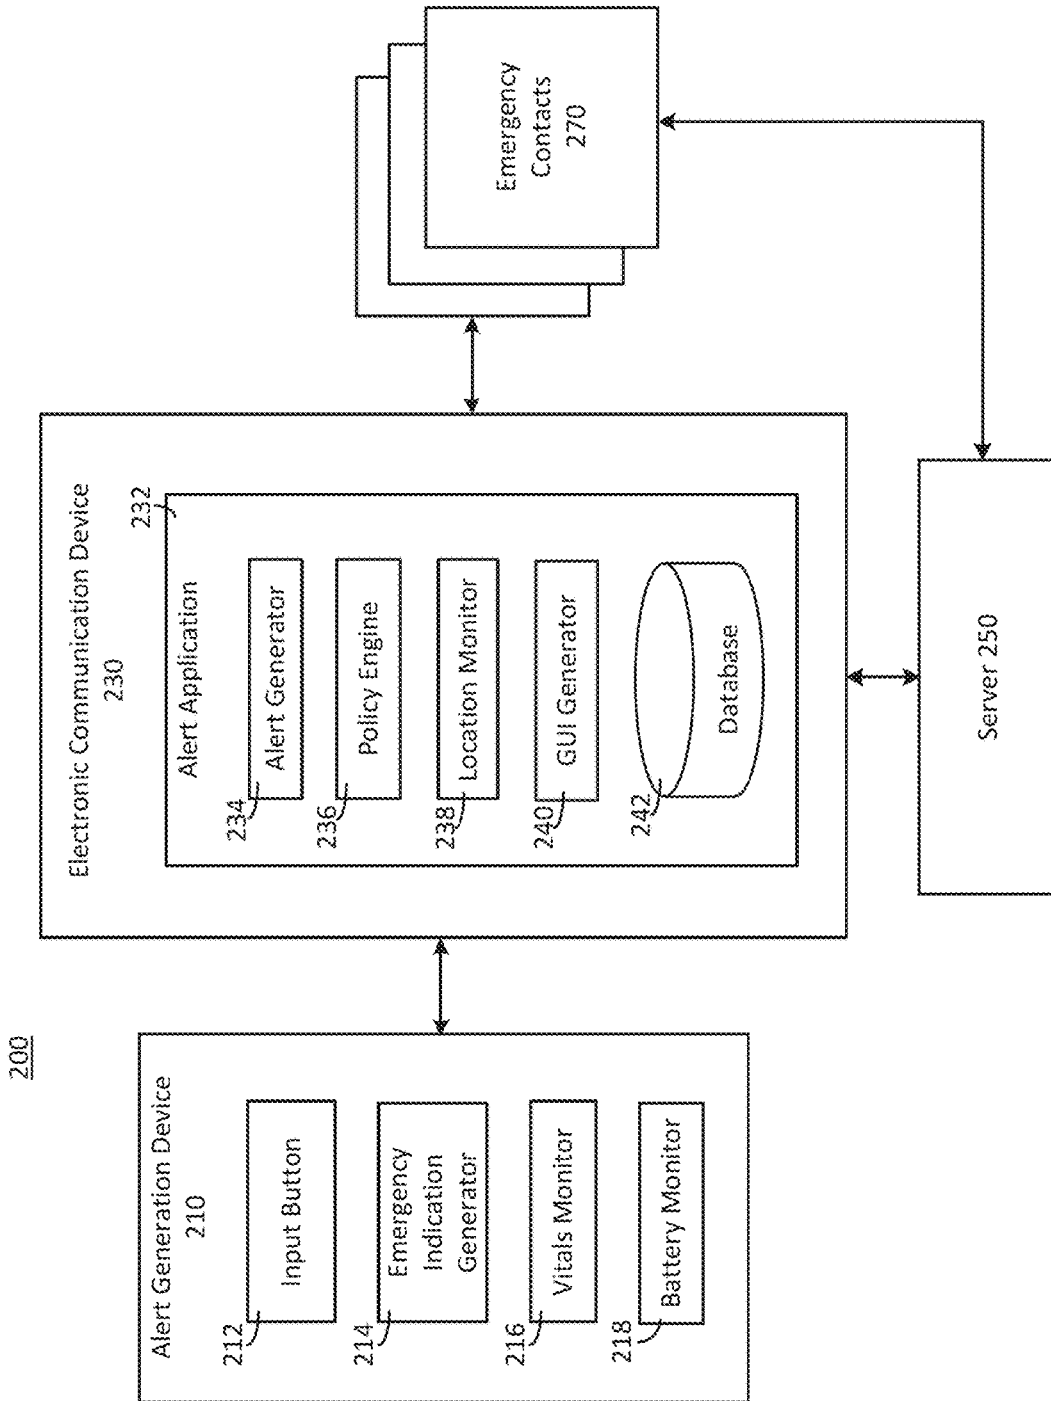 200
Alert Generation Device
210
212
Input Button
214
Emergency
Indication
Generator
216
Vitals Monitor
218
Battery Monitor
Electronic Communication Device
230
232
Alert Application
234
Alert Generator
236
Policy Engine
238
Location Monitor
240
GUI Generator
242
Database
Emergency
Contacts
270
Server 250